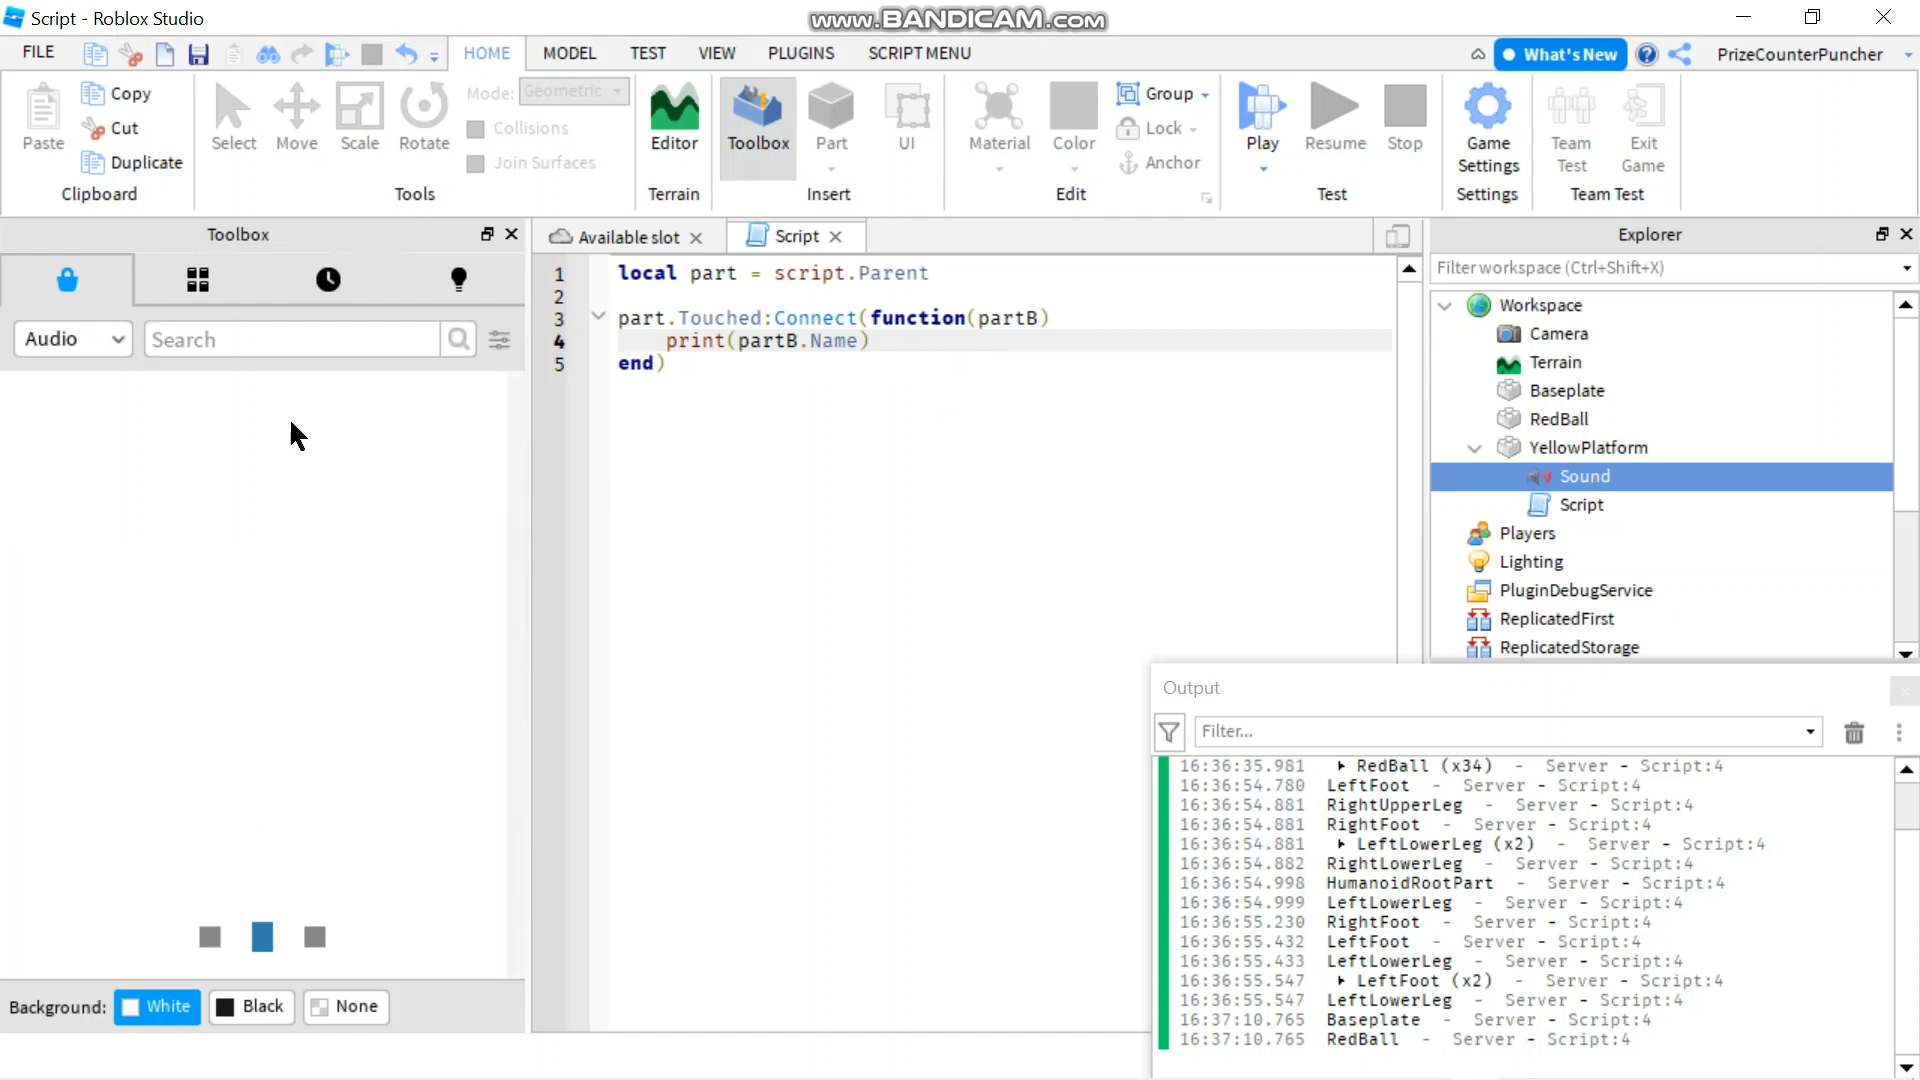 Script - Roblox Studio
www.BANDICAM.com
FILE
HOME
MODEL
TEST
VIEW
PLUGINS
SCRIPT MENU
What's New
PrizeCounterPuncher
Paste
Copy
Cut
Duplicate
Clipboard
Select
Move
Scale
Rotate
Mode: Geometric
Collisions
Join Surfaces
Tools
Editor
Terrain
Toolbox
Part
UI
Insert
Material
Color
Group
Lock
Anchor
Edit
Play
Resume
Stop
Test
Game Settings
Settings
Team Test
Exit Game
Team Test
Toolbox
Audio
Search
Background:
White
Black
None
Available slot
Script
1 local part = script.Parent
2
3 part.Touched:Connect(function(partB)
4 print(partB.Name)
5 end)
Explorer
Filter workspace (Ctrl+Shift+X)
Workspace
Camera
Terrain
Baseplate
RedBall
YellowPlatform
Sound
Script
Players
Lighting
PluginDebugService
ReplicatedFirst
ReplicatedStorage
Output
Filter...
16:36:35.981 RedBall (x34) - Server - Script:4
16:36:54.780 LeftFoot - Server - Script:4
16:36:54.881 RightUpperLeg - Server - Script:4
16:36:54.881 RightFoot - Server - Script:4
16:36:54.881 LeftLowerLeg (x2) - Server - Script:4
16:36:54.882 RightLowerLeg - Server - Script:4
16:36:54.998 HumanoidRootPart - Server - Script:4
16:36:54.999 LeftLowerLeg - Server - Script:4
16:36:55.230 RightFoot - Server - Script:4
16:36:55.432 LeftFoot - Server - Script:4
16:36:55.433 LeftLowerLeg - Server - Script:4
16:36:55.547 LeftFoot (x2) - Server - Script:4
16:36:55.547 LeftLowerLeg - Server - Script:4
16:37:10.765 Baseplate - Server - Script:4
16:37:10.765 RedBall - Server - Script:4